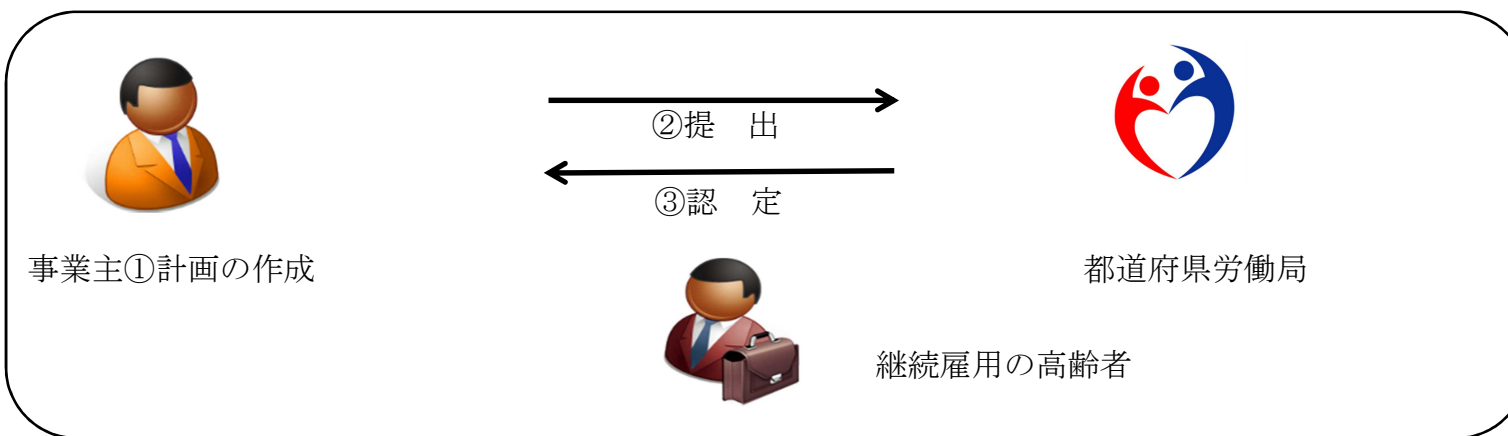 ②提　出
③認　定
事業主①計画の作成
都道府県労働局
継続雇用の高齢者